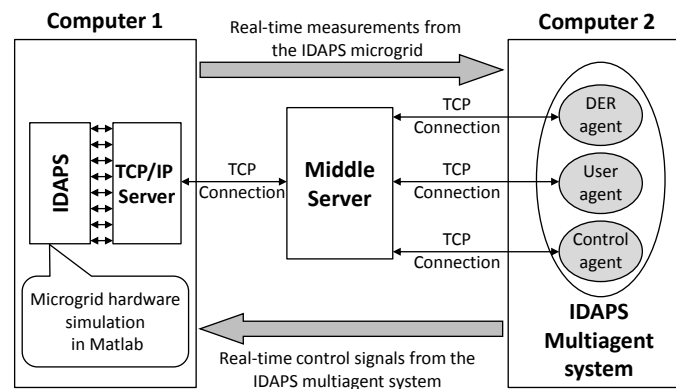 Computer 1
Real-time measurements from
the IDAPS microgrid
Computer 2
IDAPS
TCP/IP
Server
TCP
Connection
Middle
Server
TCP
Connection
TCP
Connection
TCP
Connection
DER
agent
User
agent
Control
agent
IDAPS
Multiagent
system
Microgrid hardware
simulation
in Matlab
Real-time control signals from the
IDAPS multiagent system